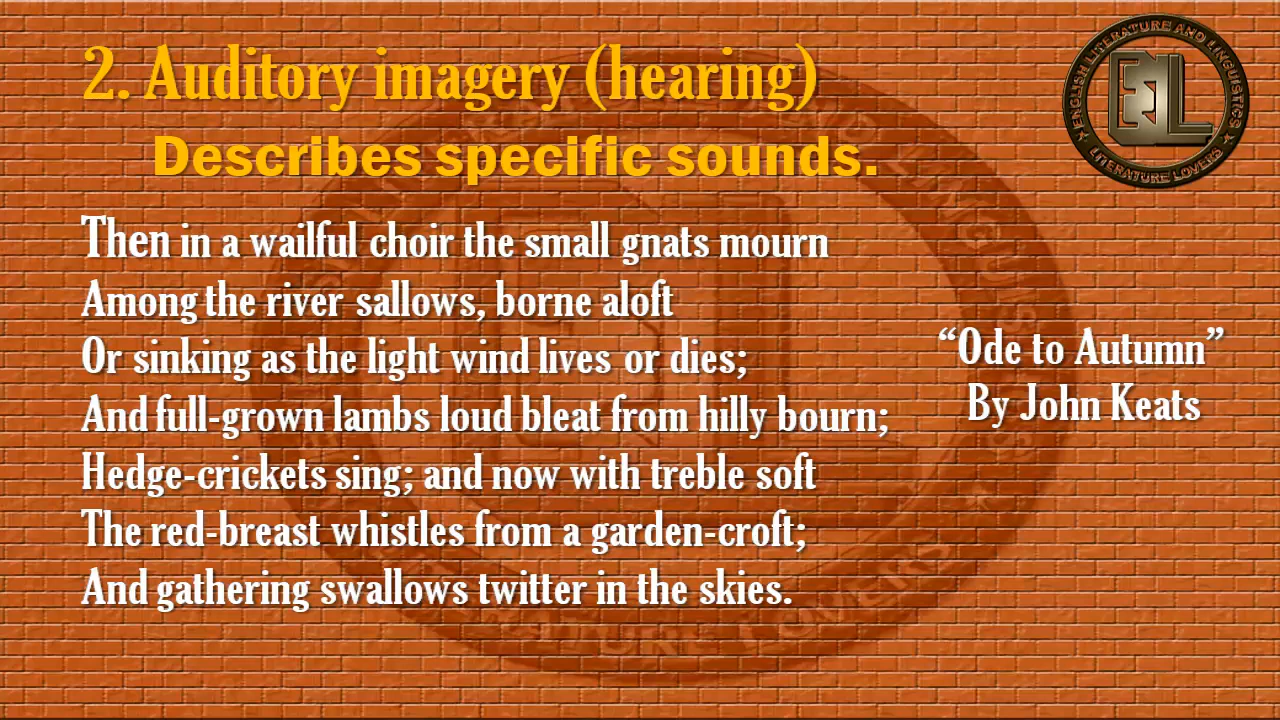 2. Auditory imagery (hearing)
Describes specific sounds.
Then in a wailful choir the small gnats mourn
Among the river sallows, borne aloft
Or sinking as the light wind lives or dies;
And full-grown lambs loud bleat from hilly bourn;
Hedge-crickets sing; and now with treble soft
The red-breast whistles from a garden-croft;
And gathering swallows twitter in the skies.
“Ode to Autumn”
By John Keats
ENGLISH LITERATURE AND LINGUISTICS
ELL
LITERATURE LOVERS